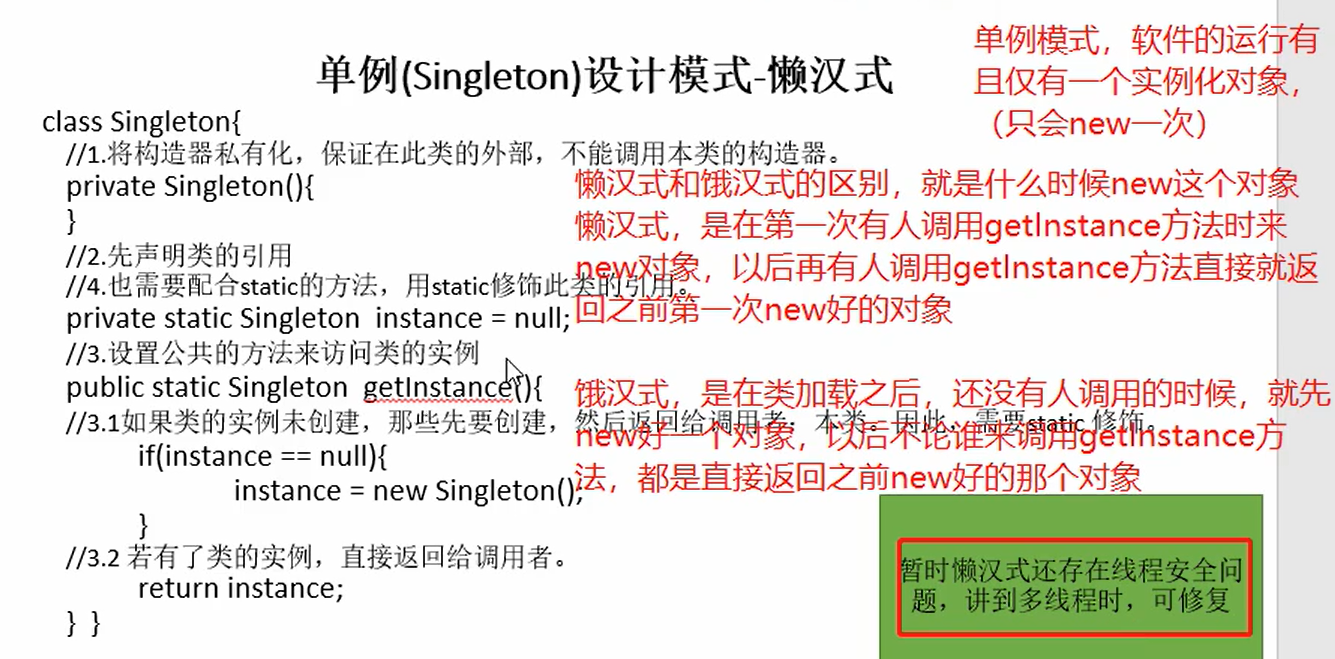 单例(Singleton)设计模式-懒汉式
class Singleton{
//1.将构造器私有化，保证在此类的外部，不能调用本类的构造器。
private Singleton(){
}
//2.先声明类的引用
//4.也需要配合static的方法，用static修饰此类的引用。
private static Singleton instance = null;
//3.设置公共的方法来访问类的实例
public static Singleton getInstance(){
//3.1如果类的实例未创建，那些先要创建，然后返回给调用者：本类。因此，需要static 修饰。
if(instance == null){
instance = new Singleton();
}
//3.2 若有了类的实例，直接返回给调用者。
return instance;
} }
单例模式，软件的运行有
且仅有一个实例化对象，
（只会new一次）
懒汉式和饿汉式的区别，就是什么时候new这个对象
懒汉式，是在第一次有人调用getInstance方法时来
new对象，以后再有人调用getInstance方法直接就返
回之前第一次new好的对象
饿汉式，是在类加载之后，还没有人调用的时候，就先
new好一个对象，以后不论谁来调用getInstance方
法，都是直接返回之前new好的那个对象
暂时懒汉式还存在线程安全问
题，讲到多线程时，可修复